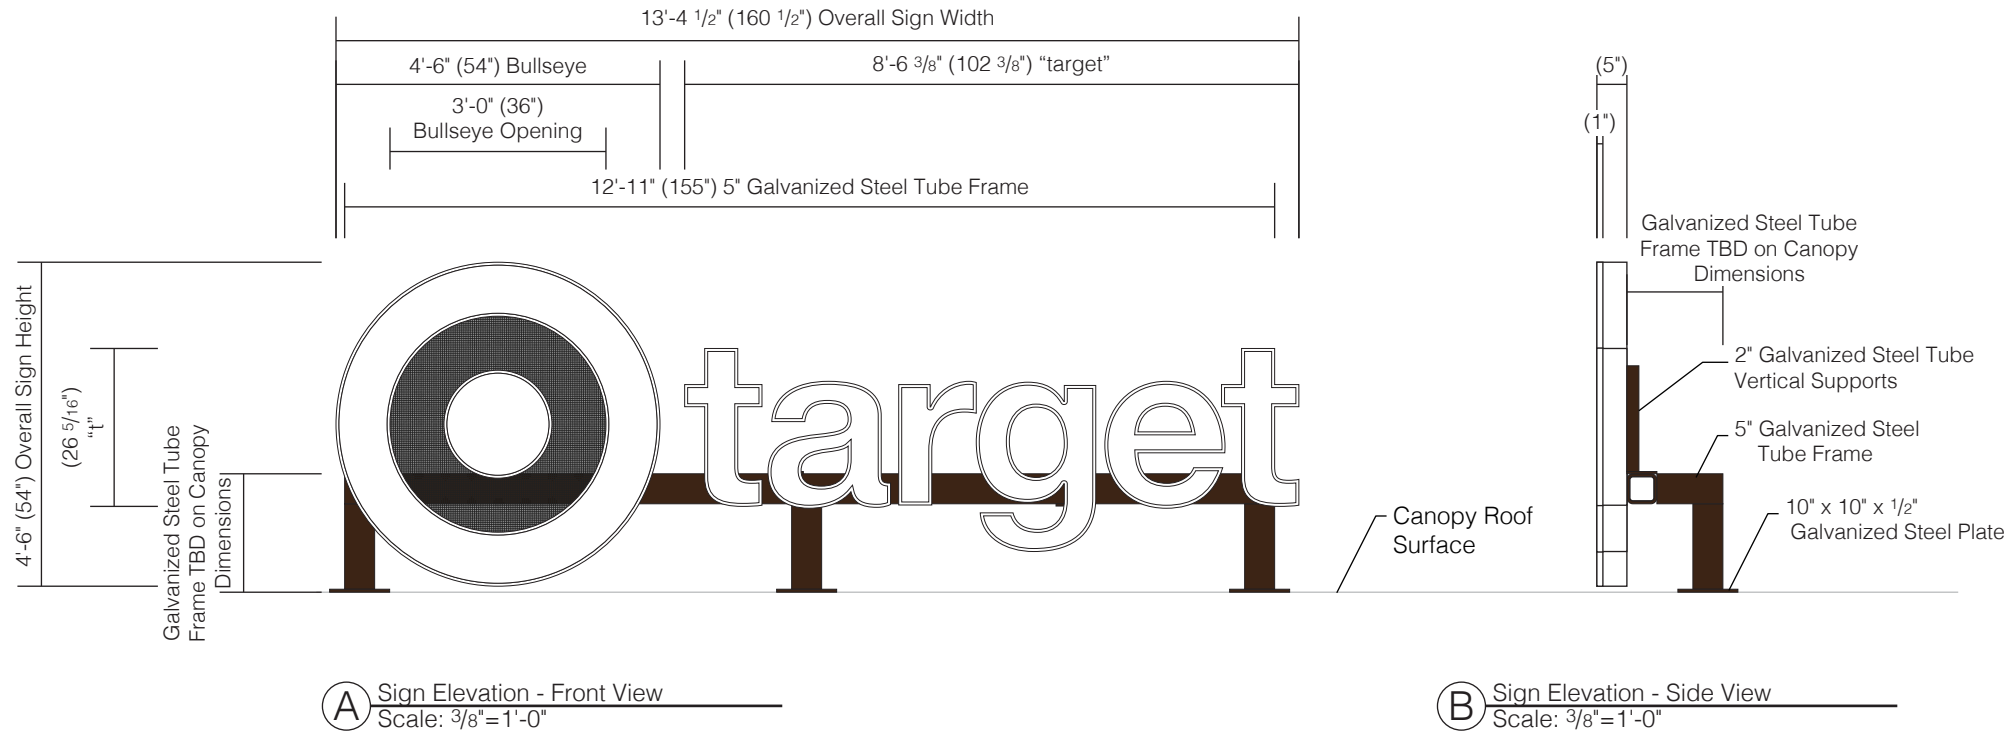 13'-4 1/2" (160 1/2") Overall Sign Width
4'-6" (54") Bullseye
8'-6 3/8" (102 3/8") “target”
3'-0" (36")
Bullseye Opening
12'-11" (155") 5" Galvanized Steel Tube Frame
4'-6" (54") Overall Sign Height
(26 5/16")
“t”
Galvanized Steel Tube
Frame TBD on Canopy
Dimensions
target
Canopy Roof
Surface
(5")
(1")
Galvanized Steel Tube
Frame TBD on Canopy
Dimensions
2" Galvanized Steel Tube
Vertical Supports
5" Galvanized Steel
Tube Frame
10" x 10" x 1/2"
Galvanized Steel Plate
A
Sign Elevation - Front View
Scale: 3/8"=1'-0"
B
Sign Elevation - Side View
Scale: 3/8"=1'-0"